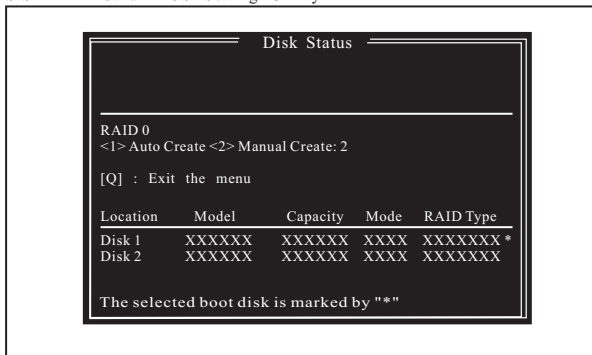 Disk Status
RAID 0
<1> Auto Create <2> Manual Create: 2
[Q] : Exit the menu
Location Model Capacity Mode RAID Type
Disk 1 XXXXXX XXXXXX XXXX XXXXXXX *
Disk 2 XXXXXX XXXXXX XXXX XXXXXXX
The selected boot disk is marked by "*"